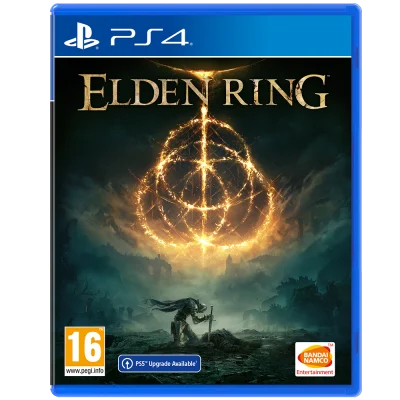 PS4
ELDEN RING
16
www.pegi.info
PS5 Upgrade Available
BANDAI
NAMCO
Entertainment